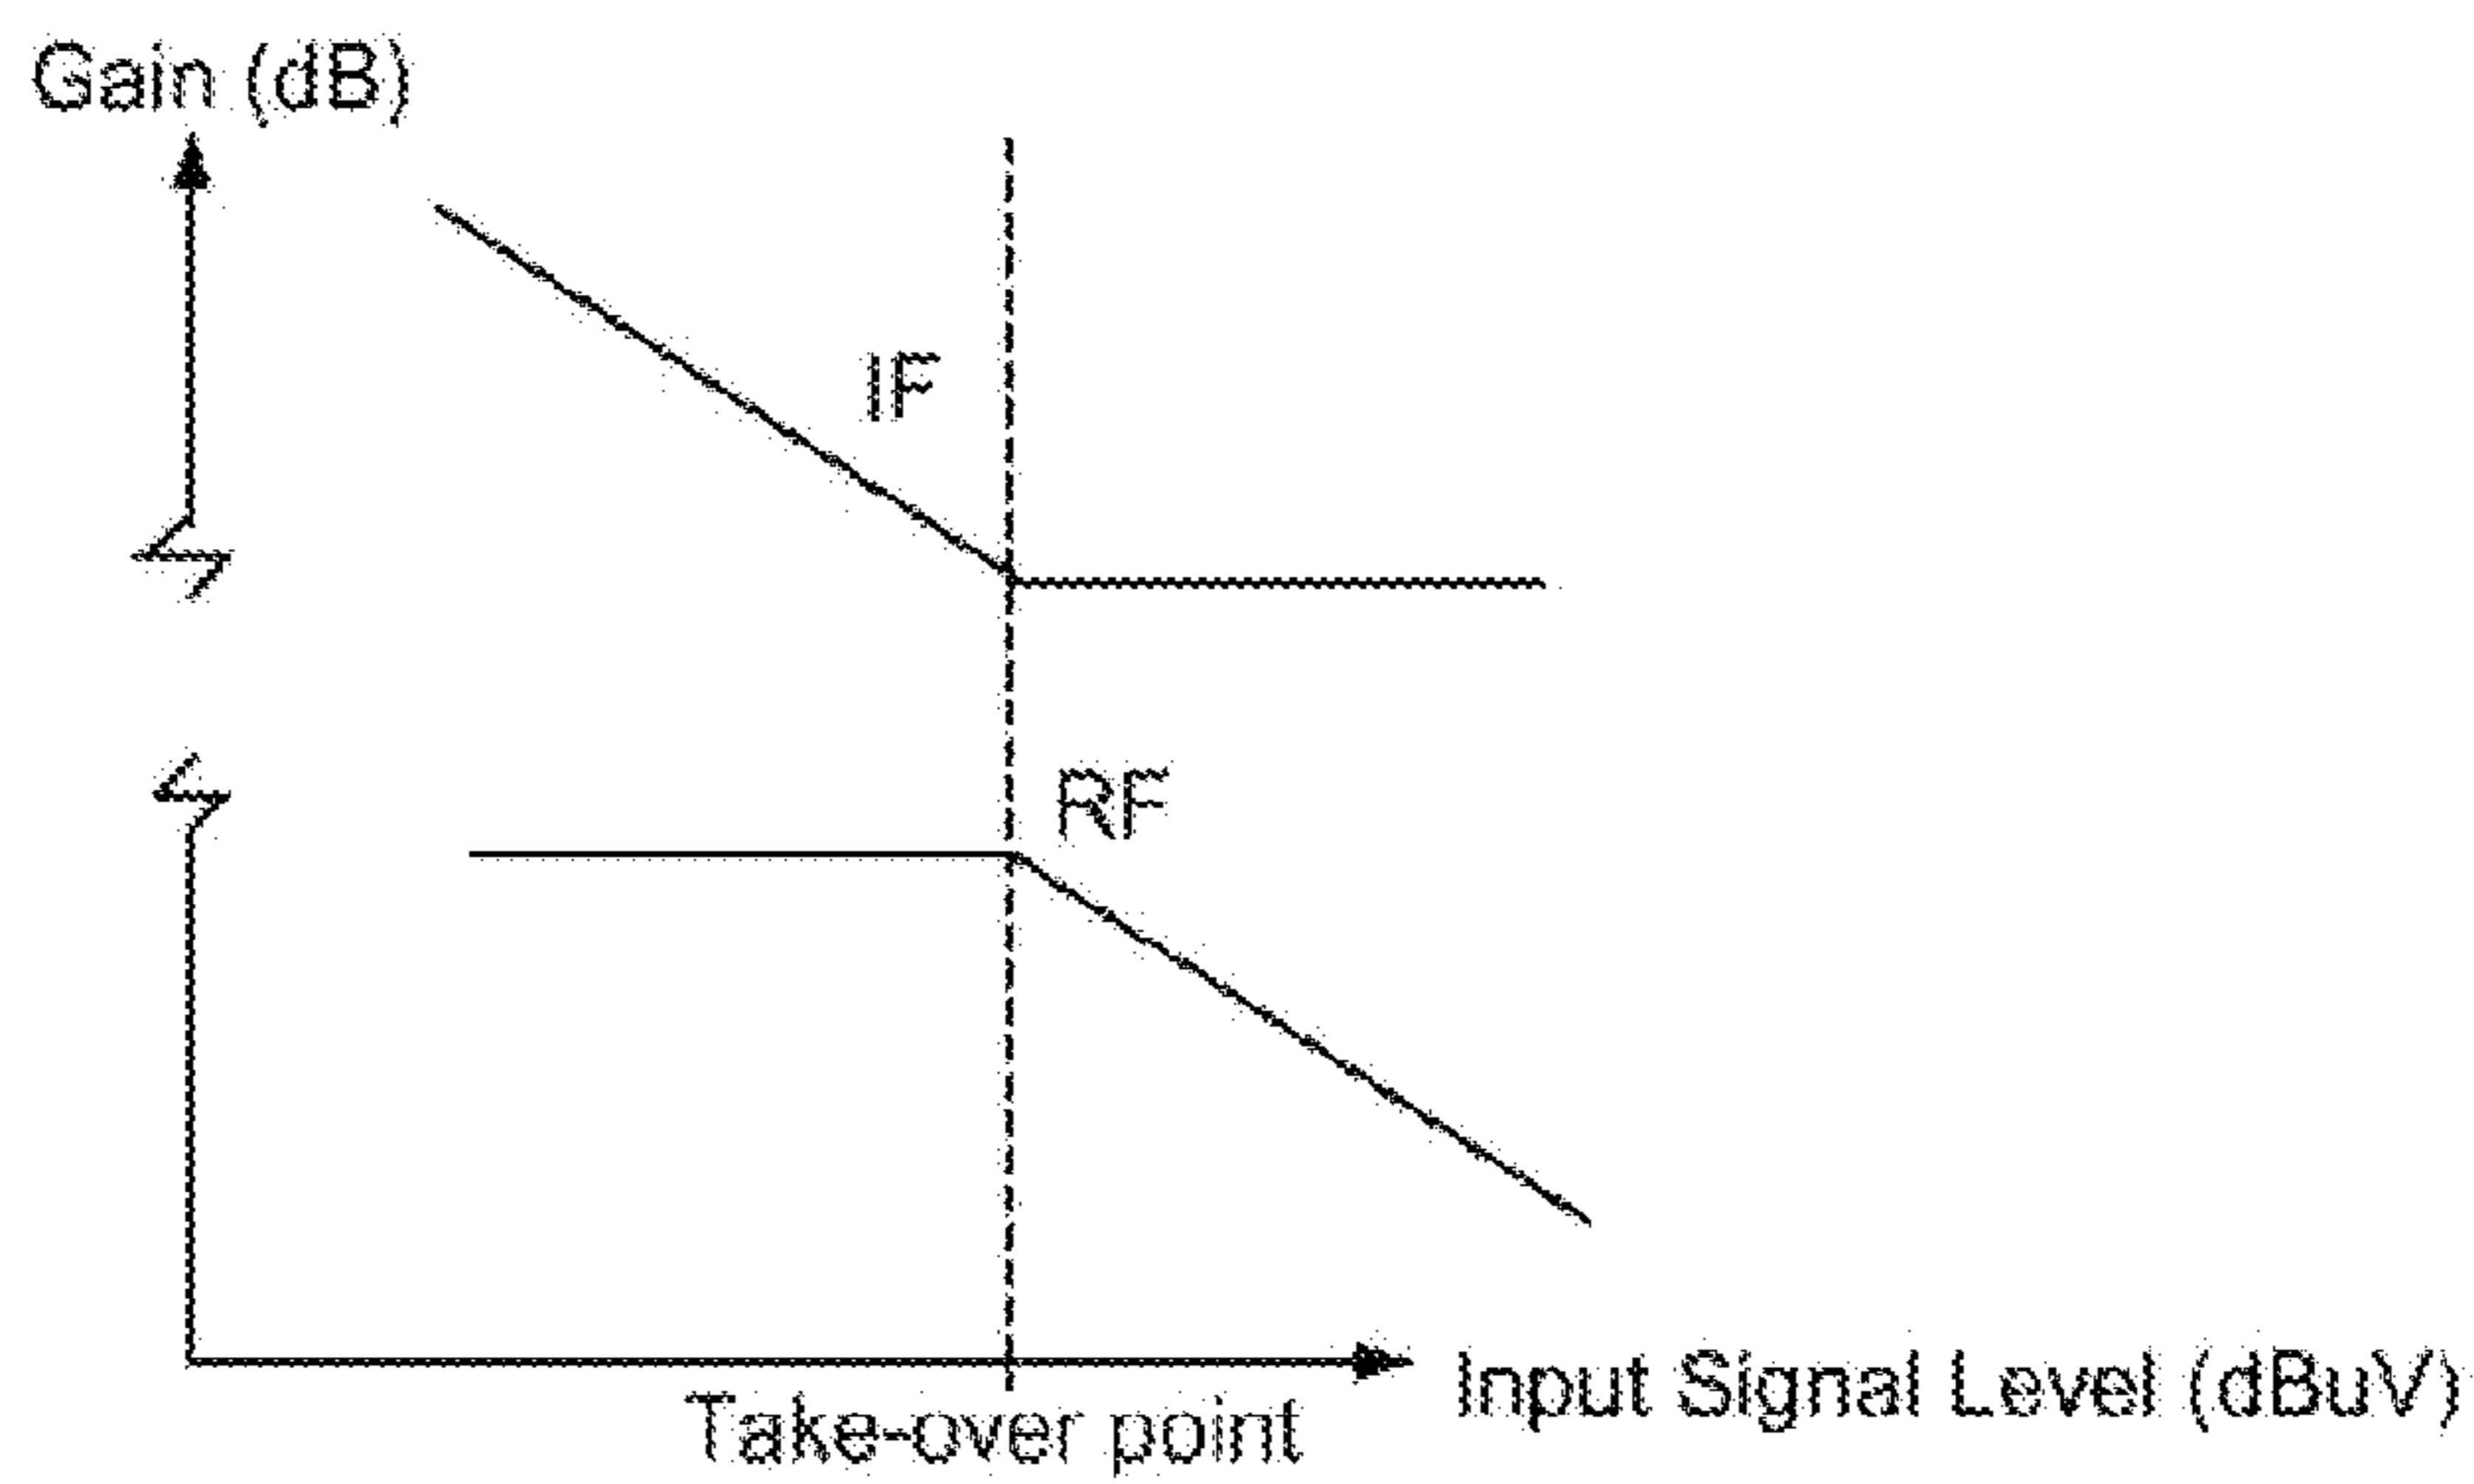 Gain (dB)
IF
RF
Input Signal Level (dBuV)
Take-over point